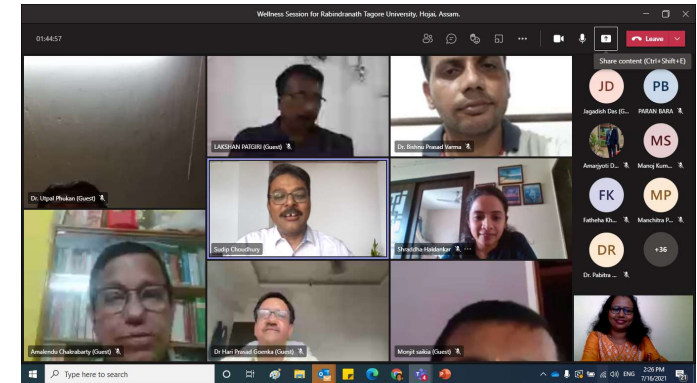 Wellness Session for Rabindranath Tagore University, Hojai, Assam.
01:44:57
Leave
Share content (Ctrl+Shift+E)
JD
PB
Jagadish Das (G...
PARAN BARA
LAKSHAN PATGIRI (Guest)
Dr. Bishnu Prasad Varma
MS
Amarjyoti D...
Manoj Kum...
Dr. Utpal Phukan (Guest)
FK
MP
Fatheha Kh...
Manchitra P...
Sudip Choudhury
Shraddha Haldankar
DR
+36
Dr. Pabitra ...
Amalendu Chakrabarty (Guest)
Dr Hari Prasad Goenka (Guest)
Monjit saikia (Guest)
Type here to search
ENG
2:26 PM
7/16/2021